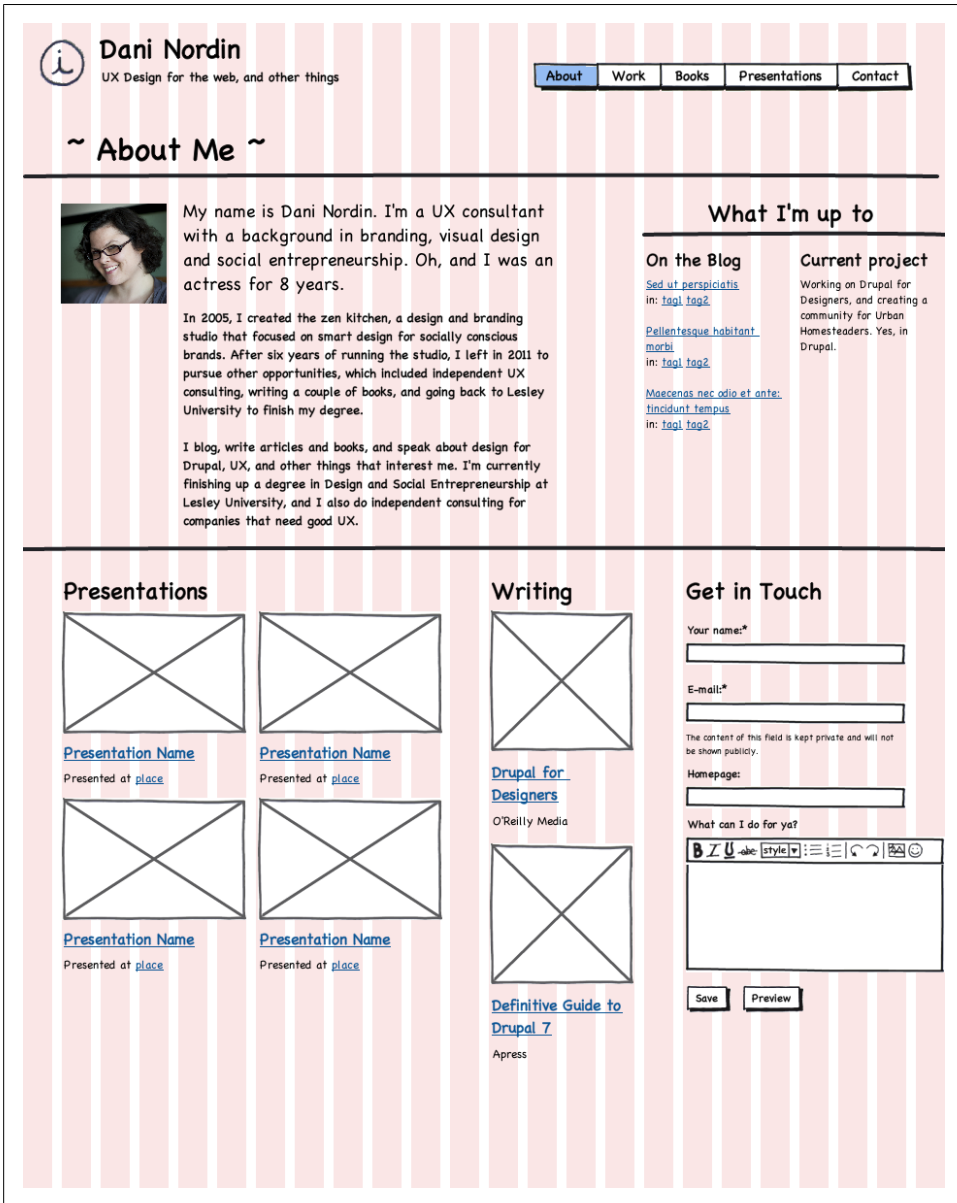 i
Dani Nordin
UX Design for the web, and other things
About Work Books Presentations Contact
~ About Me ~
My name is Dani Nordin. I'm a UX consultant
with a background in branding, visual design
and social entrepreneurship. Oh, and I was an
actress for 8 years.
In 2005, I created the zen kitchen, a design and branding
studio that focused on smart design for socially conscious
brands. After six years of running the studio, I left in 2011 to
pursue other opportunities, which included independent UX
consulting, writing a couple of books, and going back to Lesley
University to finish my degree.
I blog, write articles and books, and speak about design for
Drupal, UX, and other things that interest me. I'm currently
finishing up a degree in Design and Social Entrepreneurship at
Lesley University, and I also do independent consulting for
companies that need good UX.
What I'm up to
On the Blog
Sed ut perspiciatis
in: tag1 tag2
Pellentesque habitant
morbi
in: tag1 tag2
Maecenas nec odio et ante:
tincidunt tempus
in: tag1 tag2
Current project
Working on Drupal for
Designers, and creating a
community for Urban
Homesteaders. Yes, in
Drupal.
Presentations
Presentation Name
Presented at place
Presentation Name
Presented at place
Presentation Name
Presented at place
Presentation Name
Presented at place
Writing
Drupal for
Designers
O'Reilly Media
Definitive Guide to
Drupal 7
Apress
Get in Touch
Your name:*
E-mail:*
The content of this field is kept private and will not
be shown publicly.
Homepage:
What can I do for ya?
B I U abc style
Save Preview